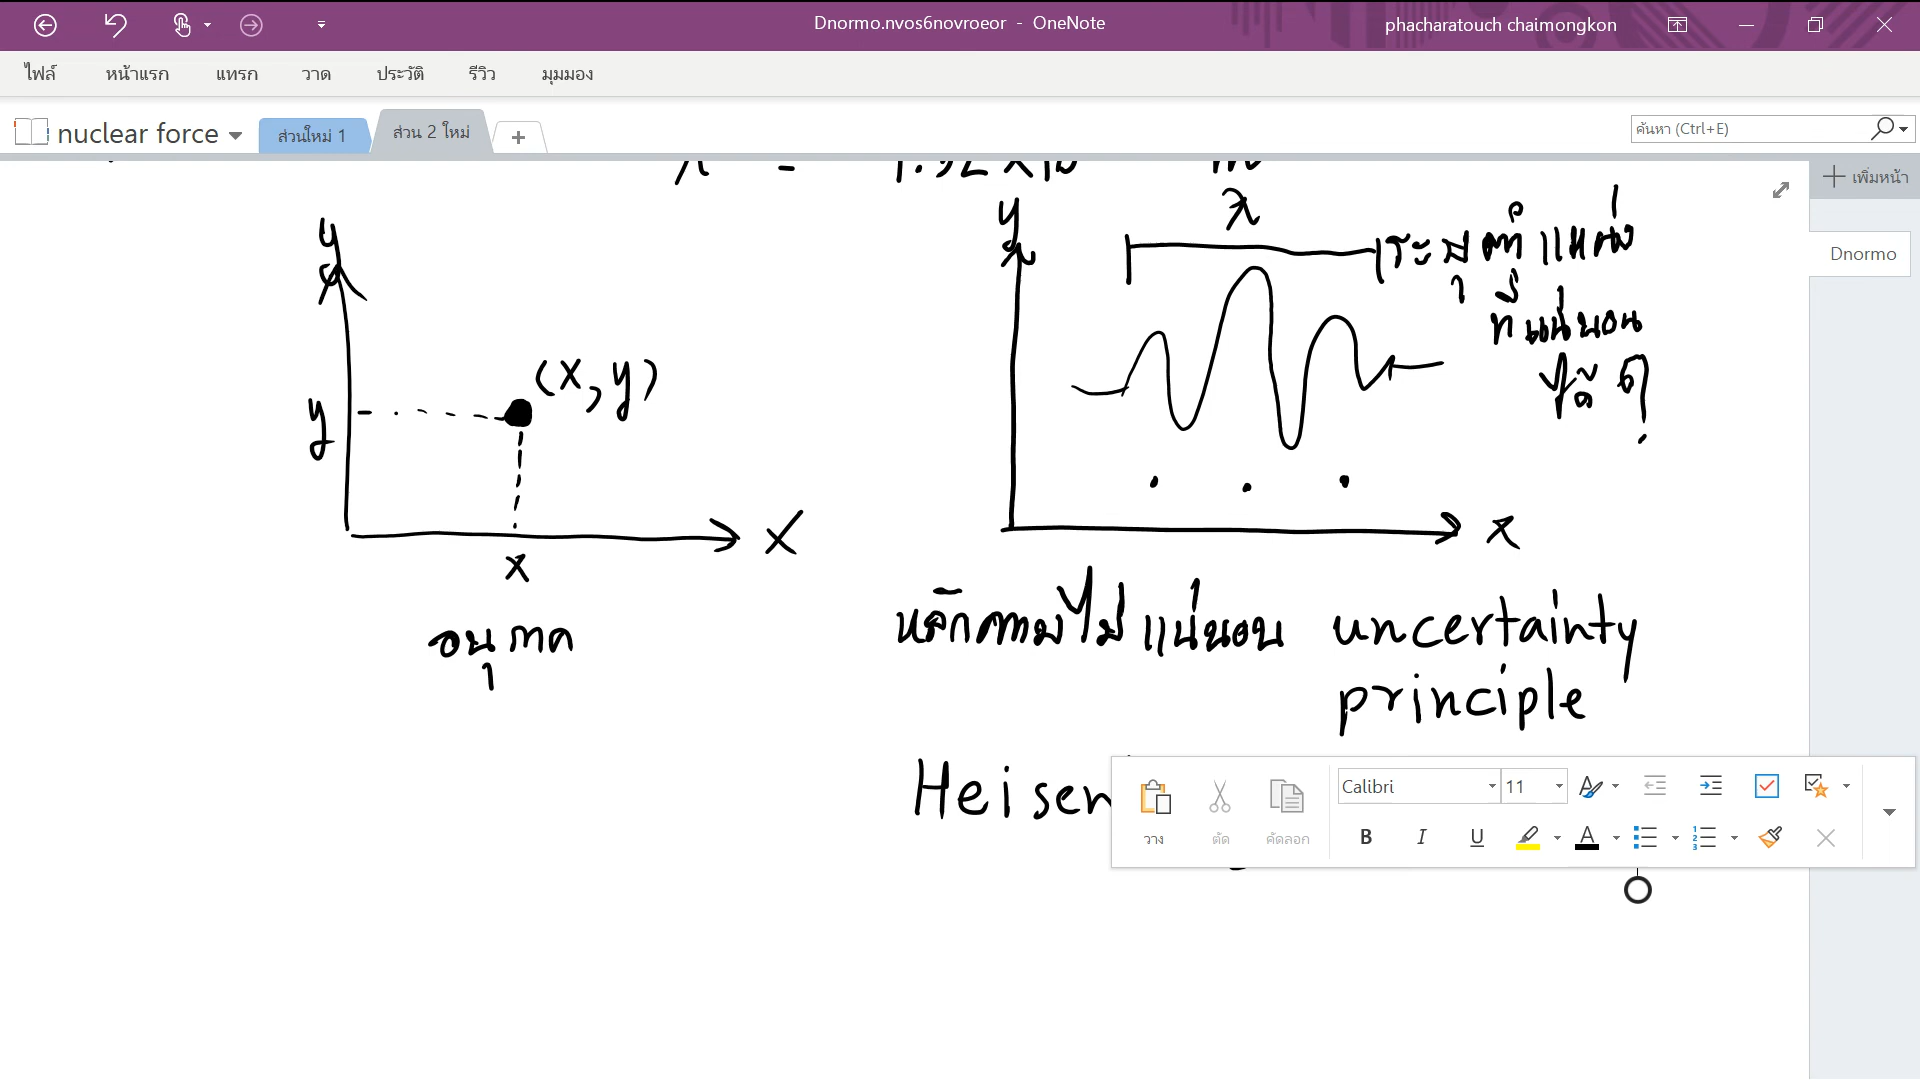 Dnormo.nvos6novroeor - OneNote
phacharatouch chaimongkon
ไฟล์ หน้าแรก แทรก วาด ประวัติ รีวิว มุมมอง
nuclear force
ส่วนใหม่ 1
ส่วน 2 ใหม่
ค้นหา (Ctrl+E)
เพิ่มหน้า
Dnormo
y
(x,y)
y
x
x
อนุภาค
y
λ
ระบุตำแหน่ง
ที่แน่นอน
ได้ ?
x
หลักความไม่แน่นอน uncertainty
principle
Heisen
วาง ตัด คัดลอก
Calibri 11
B I U